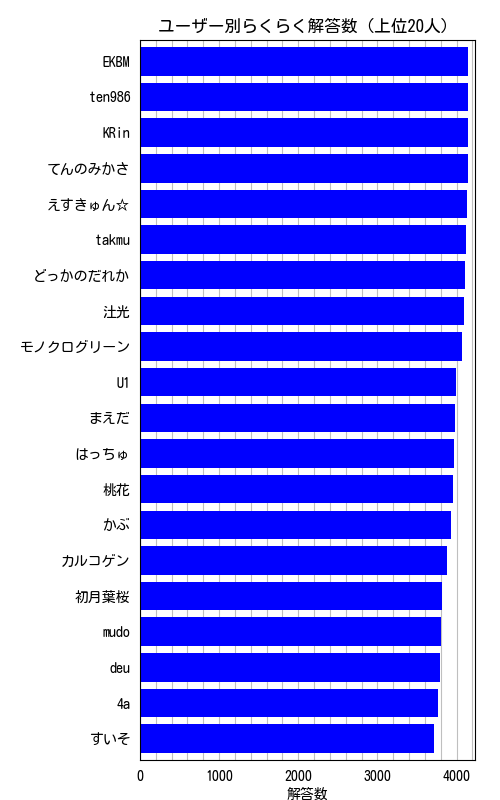 ユーザー別らくらく解答数（上位20人）
EKBM
ten986
KRin
てんのみかさ
えすきゅん☆
takmu
どっかのだれか
迬光
モノクログリーン
U1
まえだ
はっちゅ
桃花
かぶ
カルコゲン
初月葉桜
mudo
deu
4a
すいそ
0 1000 2000 3000 4000
解答数